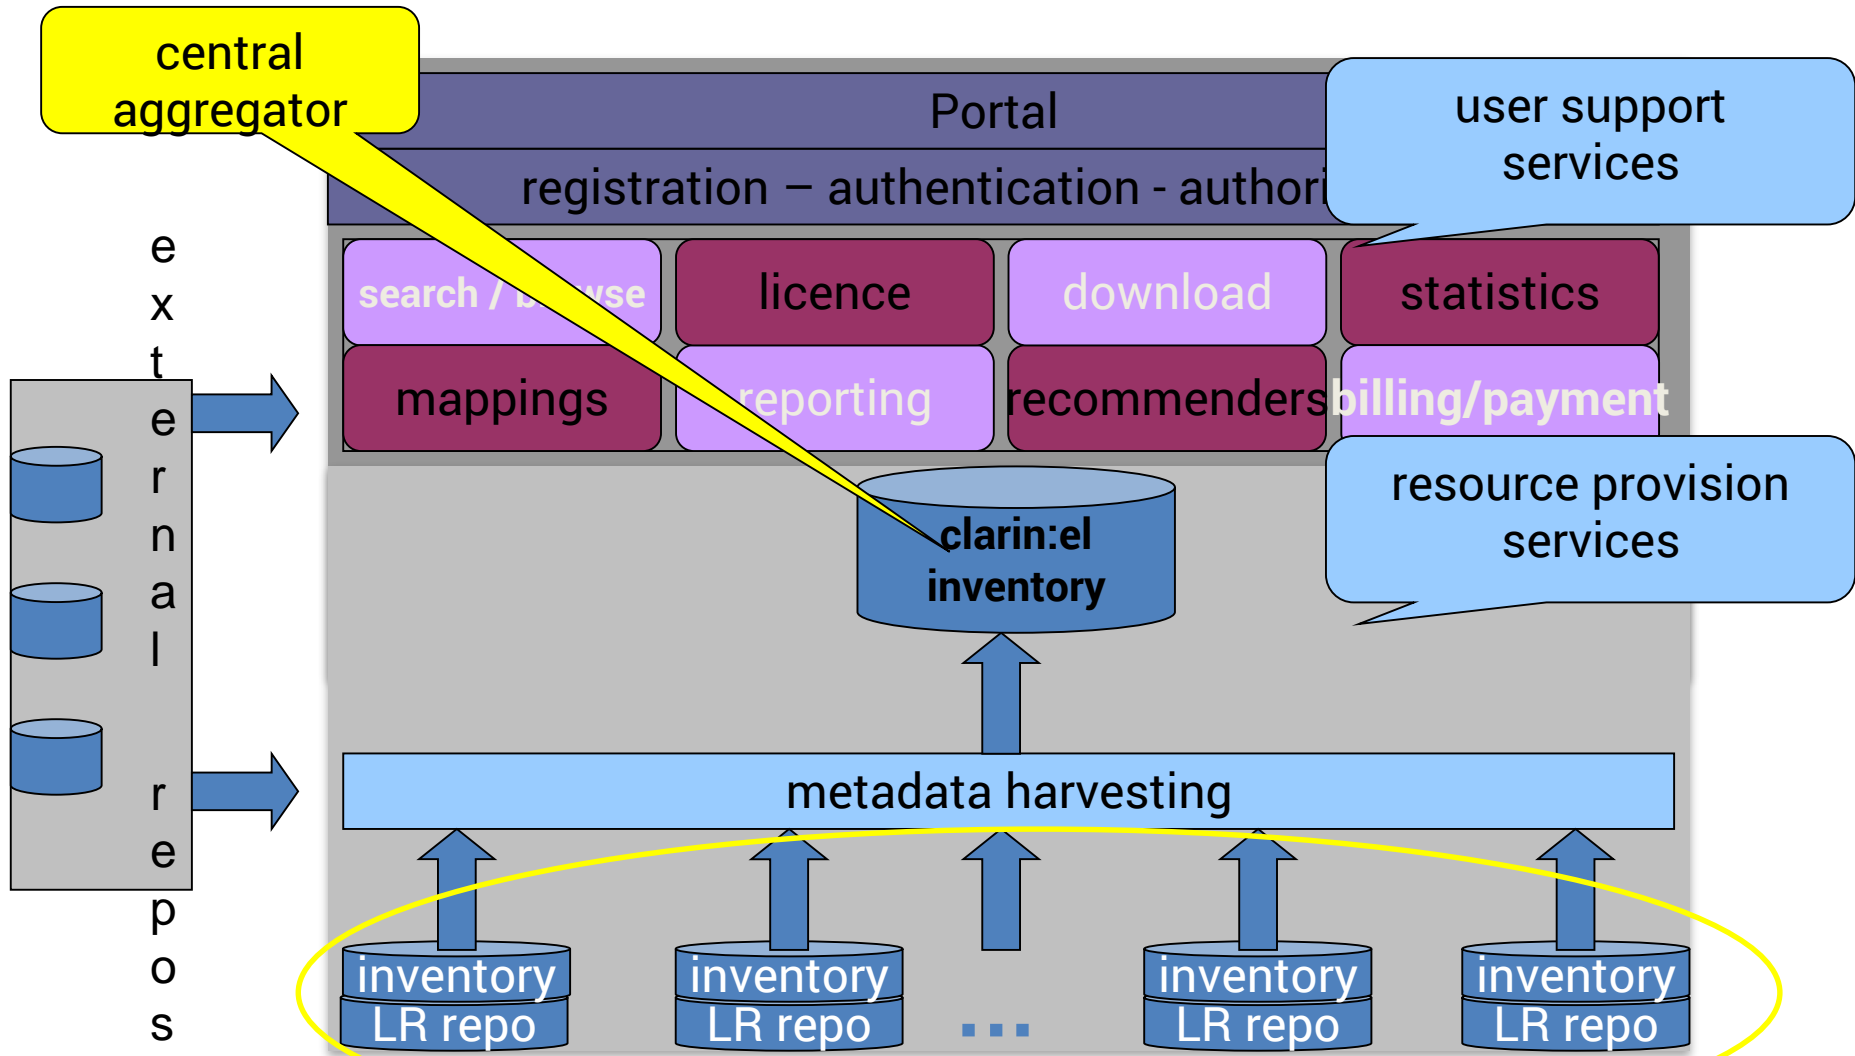 central
aggregator
Portal
user support
services
registration – authentication - authori
search / b wse
licence
download
statistics
mappings
reporting
recommenders
billing/payment
external repos
resource provision
services
clarin:el
inventory
metadata harvesting
inventory
inventory
inventory
inventory
LR repo
LR repo
...
LR repo
LR repo